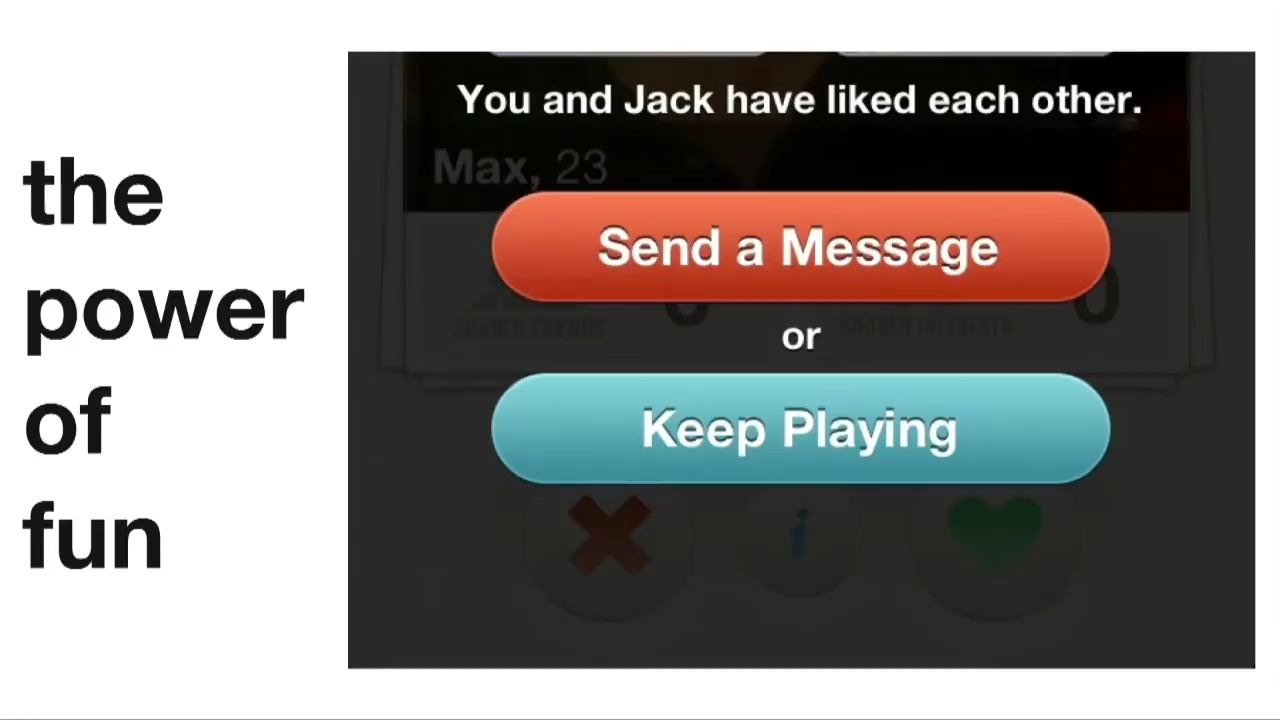 the
power
of
fun
You and Jack have liked each other.
Max, 23
Send a Message
or
Keep Playing